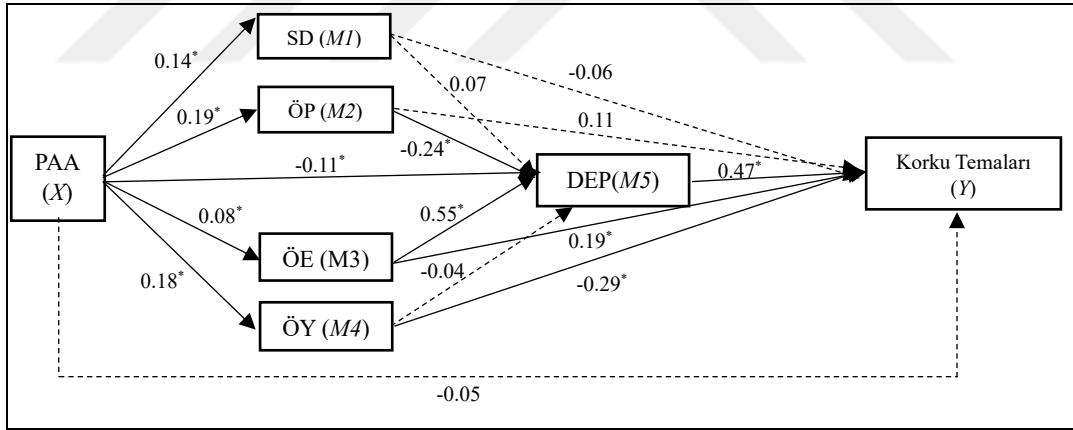 SD (M1)
0.14*
-0.06
0.07
0.19*
ÖP (M2)
0.11
-0.24*
PAA
(X)
-0.11*
DEP(M5)
0.47*
Korku Temaları
(Y)
0.08*
0.55*
ÖE (M3)
0.19*
-0.04
0.18*
-0.29*
ÖY (M4)
-0.05